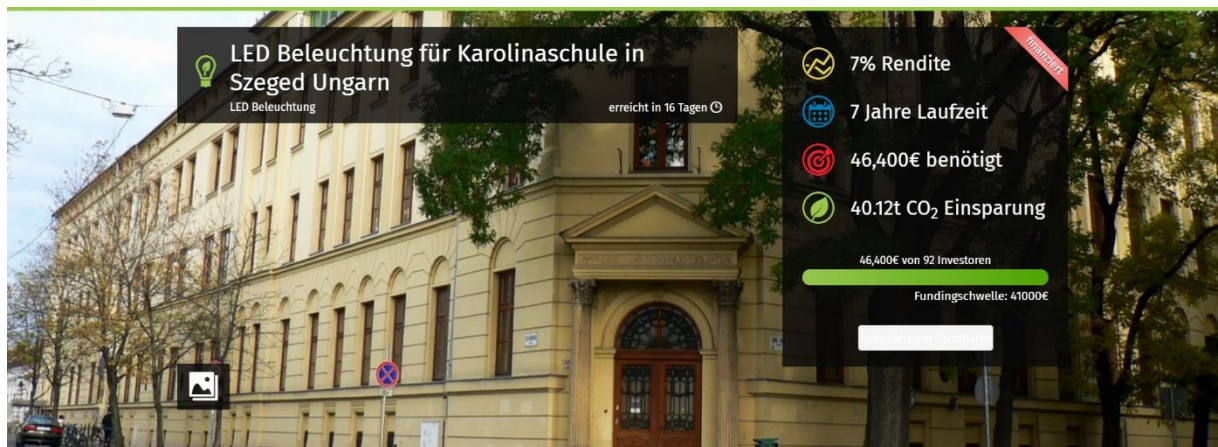 LED Beleuchtung für Karolinaschule in
Szeged Ungarn
LED Beleuchtung
erreicht in 16 Tagen
finanziert
7% Rendite
7 Jahre Laufzeit
46,400€ benötigt
40.12t CO₂ Einsparung
46,400€ von 92 Investoren
Fundingschwelle: 41000€